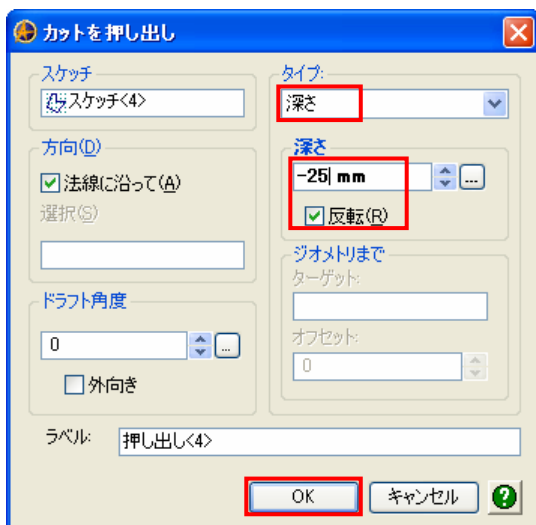 カットを押し出し
スケッチ
スケッチ<4>
方向(D)
法線に沿って(A)
選択(S)
ドラフト角度
0
...
外向き
タイプ:
深さ
深さ
-25 mm
...
反転(R)
ジオメトリまで
ターゲット:
オフセット:
0
ラベル:
押し出し<4>
OK
キャンセル
?